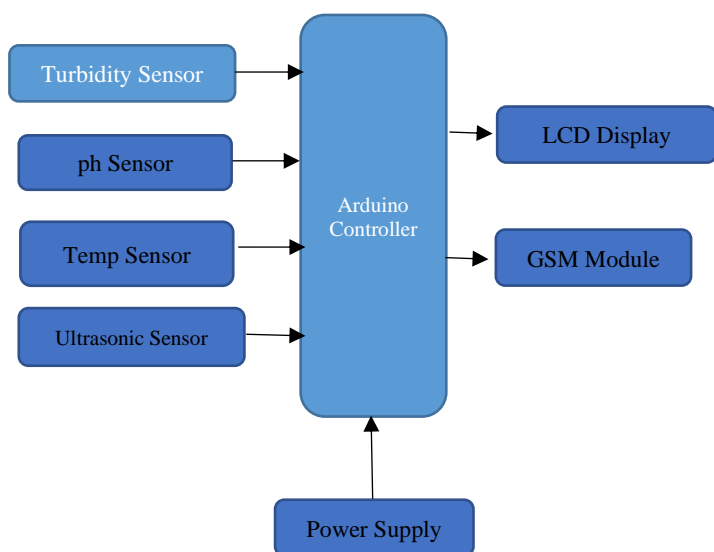 Turbidity Sensor
ph Sensor
Temp Sensor
Ultrasonic Sensor
Arduino
Controller
LCD Display
GSM Module
Power Supply